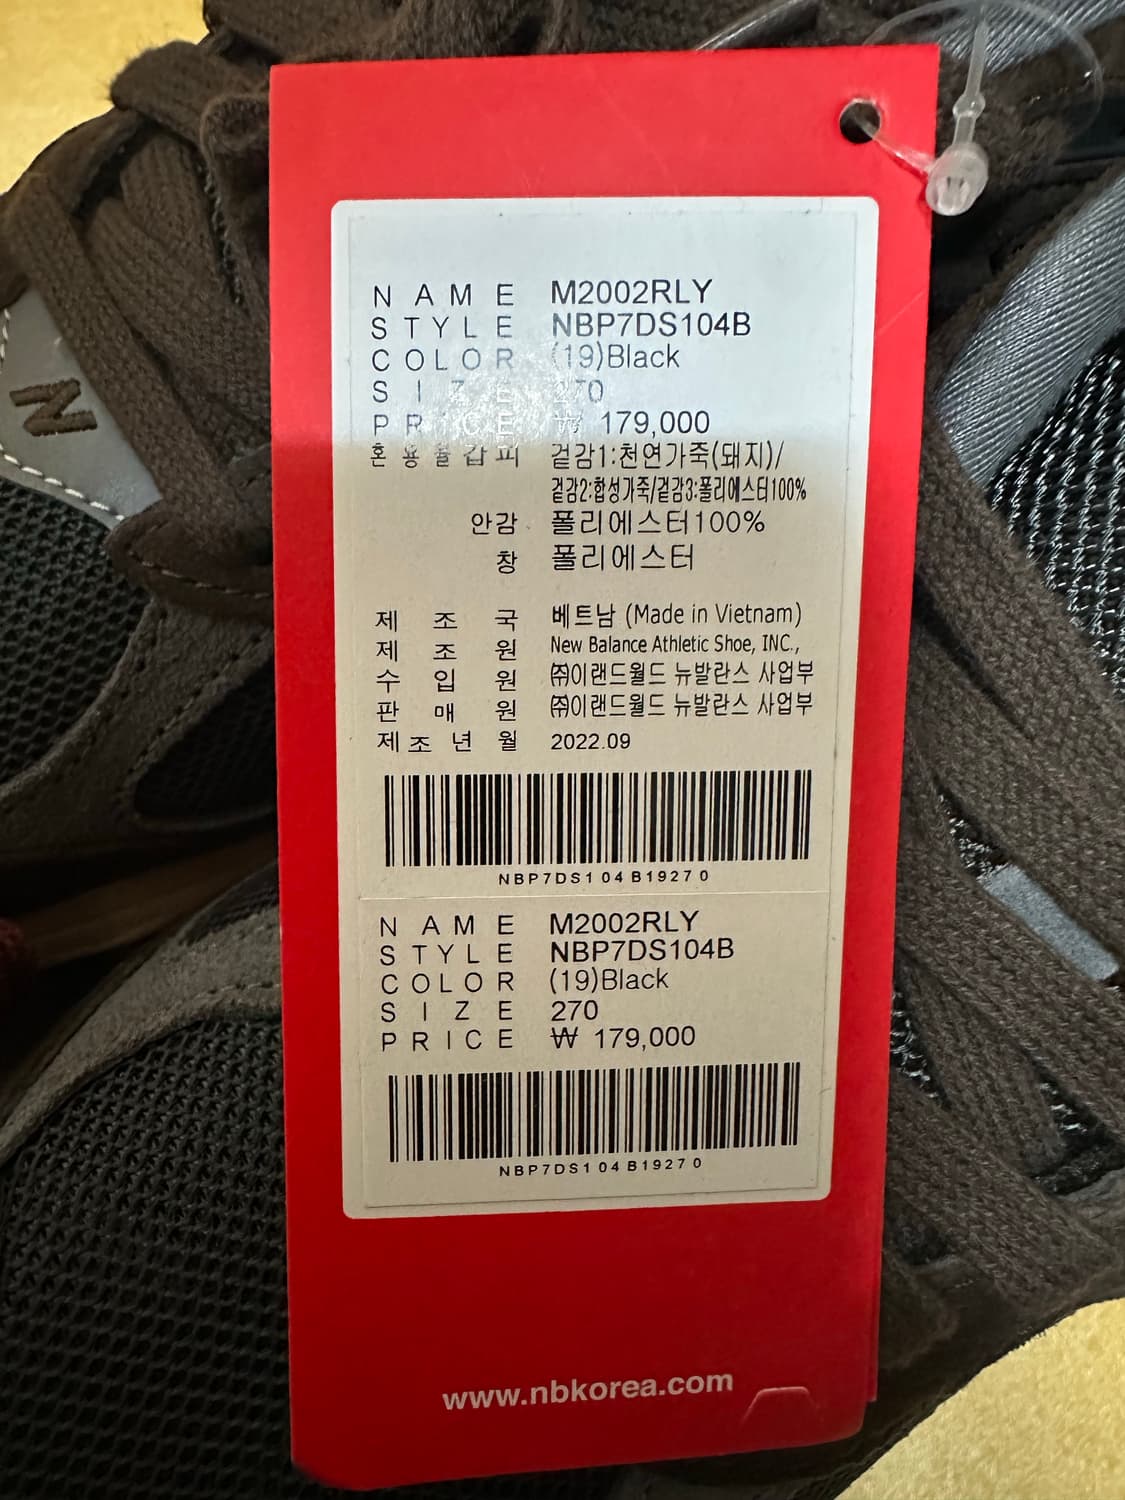 N
NAME M2002RLY
STYLE NBP7DS104B
COLOR (19)Black
SIZE 270
PRICE ₩ 179,000
혼용율갑피 겉감1:천연가죽(돼지)/
겉감2:합성가죽/겉감3:폴리에스터100%
안감 폴리에스터100%
창 폴리에스터
제조국 베트남 (Made in Vietnam)
제조원 New Balance Athletic Shoe, INC.,
수입원 ㈜이랜드월드 뉴발란스 사업부
판매원 ㈜이랜드월드 뉴발란스 사업부
제조년월 2022.09
NBP7DS104B19270
NAME M2002RLY
STYLE NBP7DS104B
COLOR (19)Black
SIZE 270
PRICE ₩ 179,000
NBP7DS104B19270
www.nbkorea.com